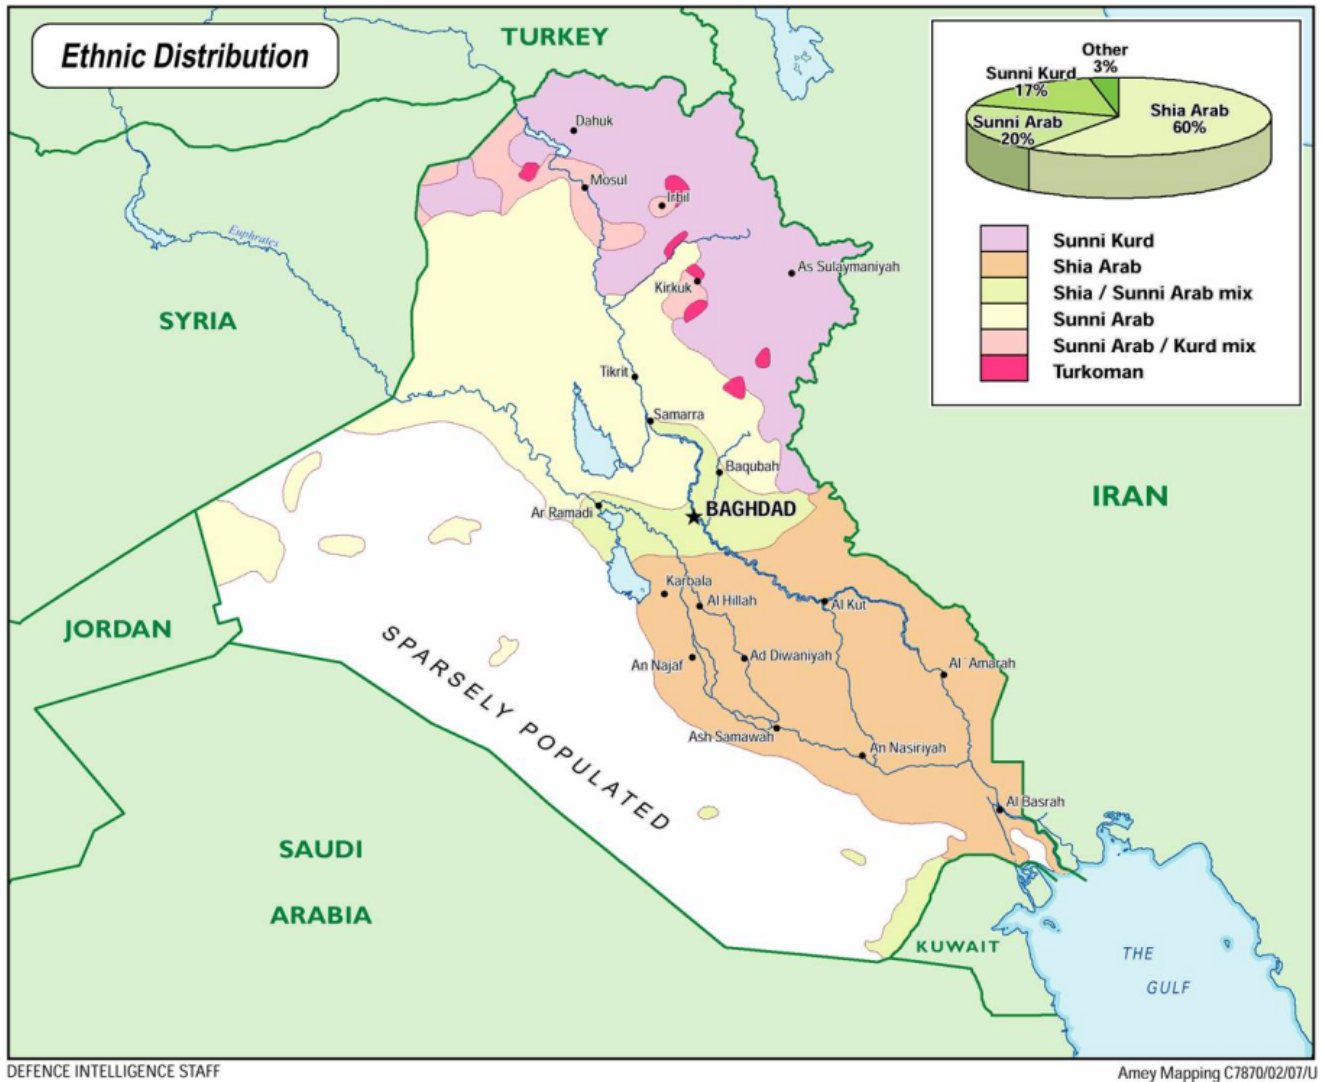 Ethnic Distribution
TURKEY
Other
3%
Sunni Kurd
17%
Shia Arab
60%
Sunni Arab
20%
Sunni Kurd
Shia Arab
Shia / Sunni Arab mix
Sunni Arab
Sunni Arab / Kurd mix
Turkoman
Dahuk
Mosul
Irbil
Euphrates
As Sulaymaniyah
Kirkuk
SYRIA
Tikrit
Samarra
Baqubah
IRAN
Ar Ramadi
BAGHDAD
Karbala
Al Hillah
Al Kut
JORDAN
SPARSELY POPULATED
An Najaf
Ad Diwaniyah
Al 'Amarah
Ash Samawah
An Nasiriyah
Al Basrah
SAUDI
ARABIA
KUWAIT
THE
GULF
DEFENCE INTELLIGENCE STAFF
Amey Mapping C7870/02/07/U